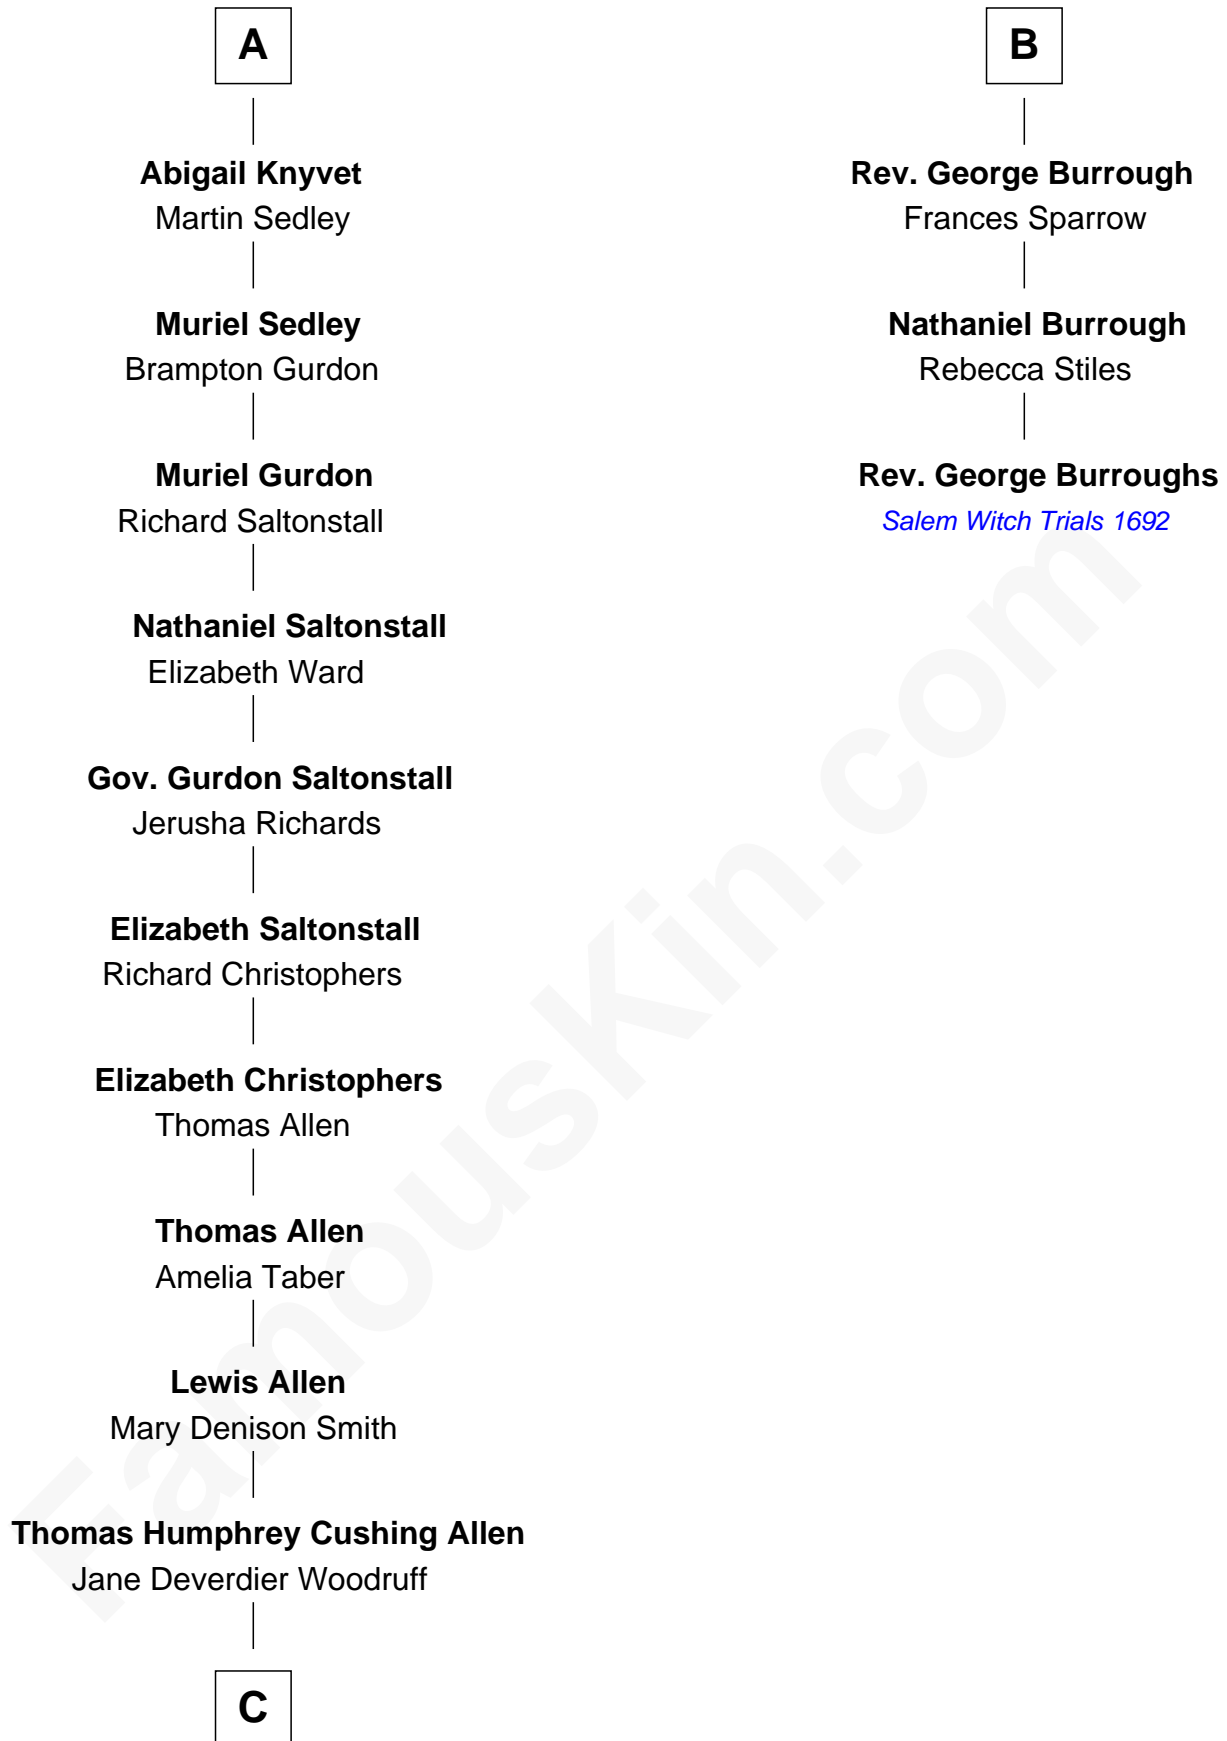 A
Abigail Knyvet
Martin Sedley
Muriel Sedley
Brampton Gurdon
Muriel Gurdon
Richard Saltonstall
Nathaniel Saltonstall
Elizabeth Ward
Gov. Gurdon Saltonstall
Jerusha Richards
Elizabeth Saltonstall
Richard Christophers
Elizabeth Christophers
Thomas Allen
Thomas Allen
Amelia Taber
Lewis Allen
Mary Denison Smith
Thomas Humphrey Cushing Allen
Jane Deverdier Woodruff
C
B
Rev. George Burrough
Frances Sparrow
Nathaniel Burrough
Rebecca Stiles
Rev. George Burroughs
Salem Witch Trials 1692
FamousKin.com